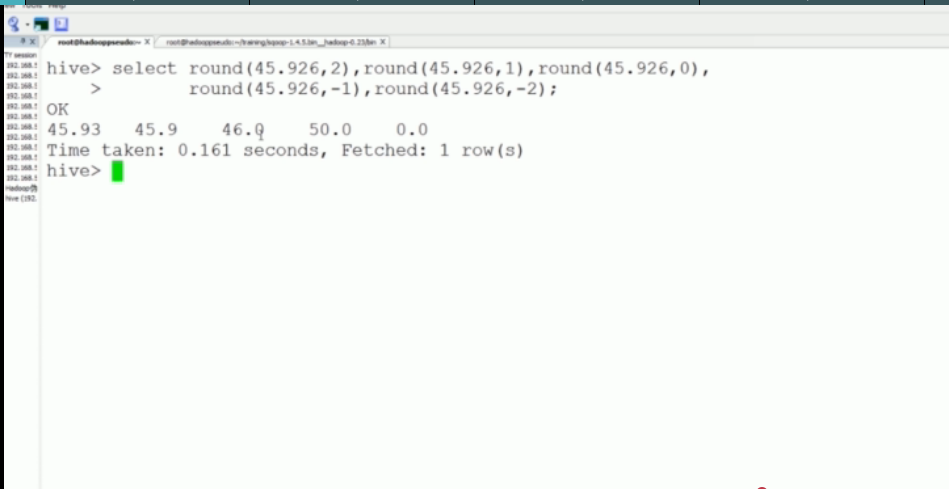 Help
root@hadooppseudo:~ X
root@hadooppseudo:~/training/sqoop-1.4.5.bin__hadoop-0.23/bin X
TY session
192.168.5
192.168.5
192.168.5
192.168.5
192.168.5
192.168.5
192.168.5
192.168.5
192.168.5
192.168.5
192.168.5
192.168.5
hive (192.
hive> select round(45.926,2),round(45.926,1),round(45.926,0),
> round(45.926,-1),round(45.926,-2);
OK
45.93 45.9 46.0 50.0 0.0
Time taken: 0.161 seconds, Fetched: 1 row(s)
hive>